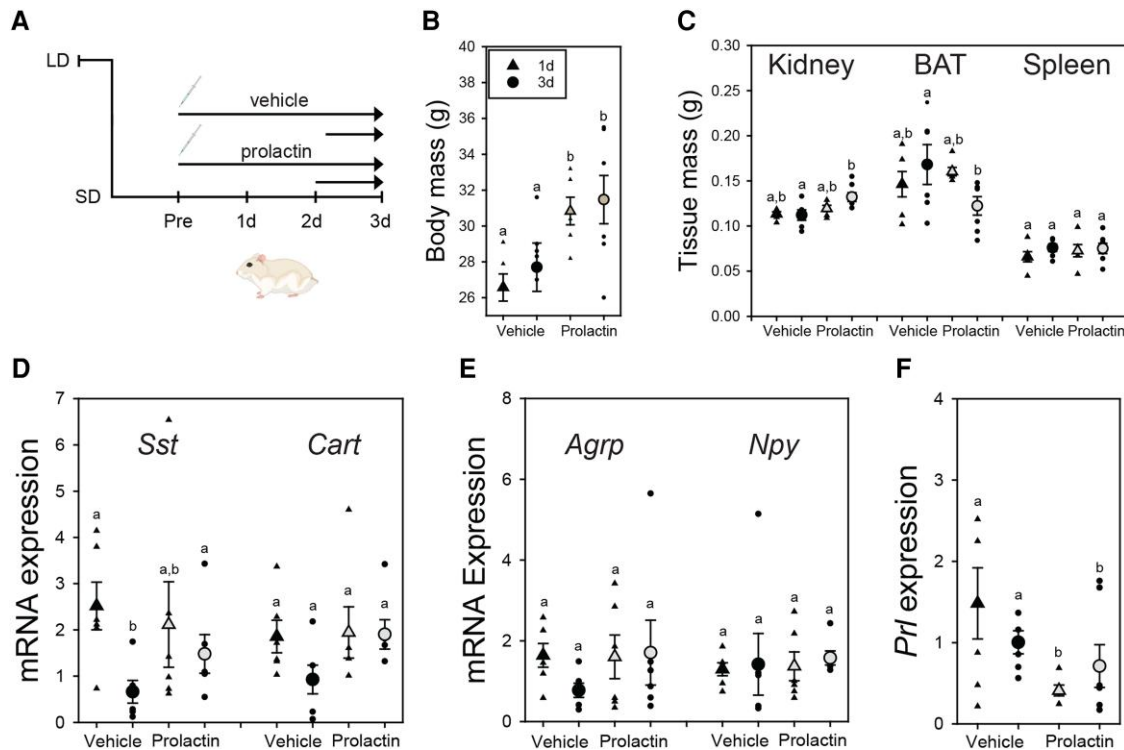 A
LD
vehicle
prolactin
SD
Pre 1d 2d 3d
B
Body mass (g)
40
38
36
34
32
30
28
26
1d
3d
a a b b
Vehicle Prolactin
C
Tissue mass (g)
0.30
0.25
0.20
0.15
0.10
0.05
0.00
Kidney BAT Spleen
a,b a a,b b a,b a a,b b a a a a
Vehicle Prolactin Vehicle Prolactin Vehicle Prolactin
D
mRNA expression
7
6
5
4
3
2
1
0
Sst Cart
a b a,b a a a a a
Vehicle Prolactin Vehicle Prolactin
E
mRNA Expression
8
6
4
2
0
Agrp Npy
a a a a a a a a
Vehicle Prolactin Vehicle Prolactin
F
Prl expression
4
3
2
1
0
a a b b
Vehicle Prolactin